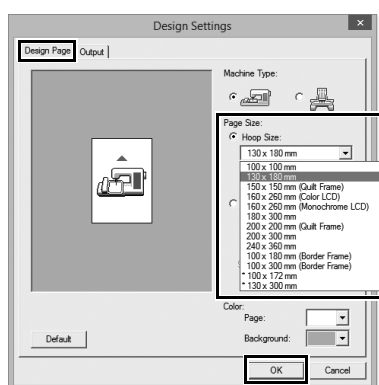 Design Settings
Design Page
Output
Machine Type:
Page Size:
Hoop Size:
130 x 180 mm
100 x 100 mm
130 x 180 mm
150 x 150 mm (Quilt Frame)
160 x 260 mm (Color LCD)
160 x 260 mm (Monochrome LCD)
180 x 300 mm
200 x 200 mm (Quilt Frame)
200 x 300 mm
240 x 360 mm
100 x 180 mm (Border Frame)
100 x 300 mm (Border Frame)
* 100 x 172 mm
* 130 x 300 mm
Color:
Page:
Background:
Default
OK
Cancel